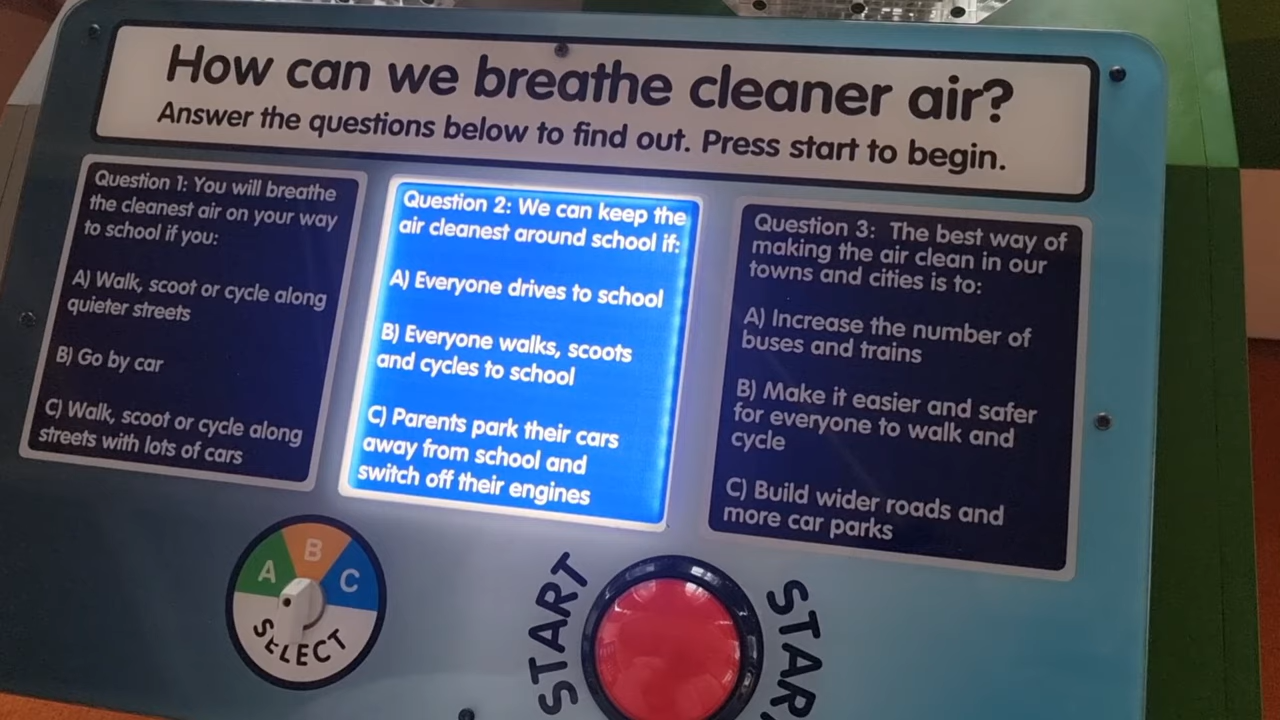 How can we breathe cleaner air?
Answer the questions below to find out. Press start to begin.
Question 1: You will breathe
the cleanest air on your way
to school if you:
A) Walk, scoot or cycle along
quieter streets
B) Go by car
C) Walk, scoot or cycle along
streets with lots of cars
Question 2: We can keep the
air cleanest around school if:
A) Everyone drives to school
B) Everyone walks, scoots
and cycles to school
C) Parents park their cars
away from school and
switch off their engines
Question 3: The best way of
making the air clean in our
towns and cities is to:
A) Increase the number of
buses and trains
B) Make it easier and safer
for everyone to walk and
cycle
C) Build wider roads and
more car parks
A
B
C
SELECT
START
START